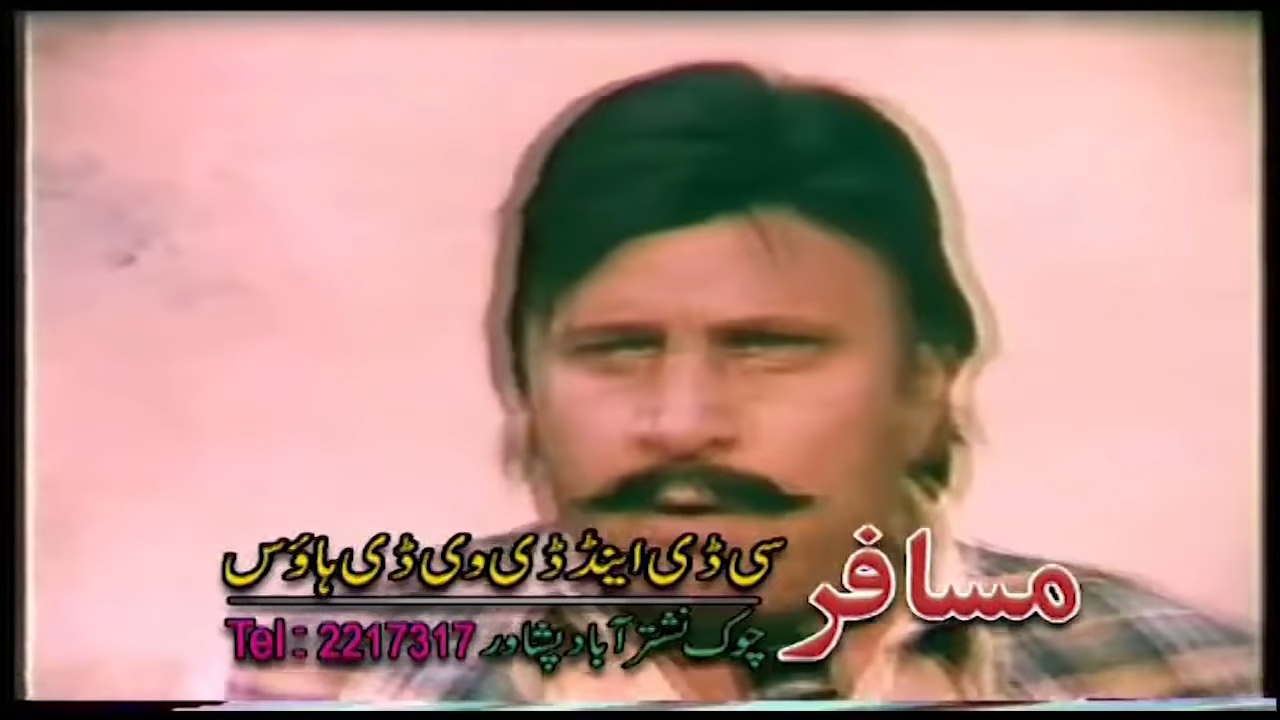 مسافر
سی ڈی اینڈ ڈی وی ڈی ہاؤس
چوک نشتر آباد پشاور Tel : 2217317